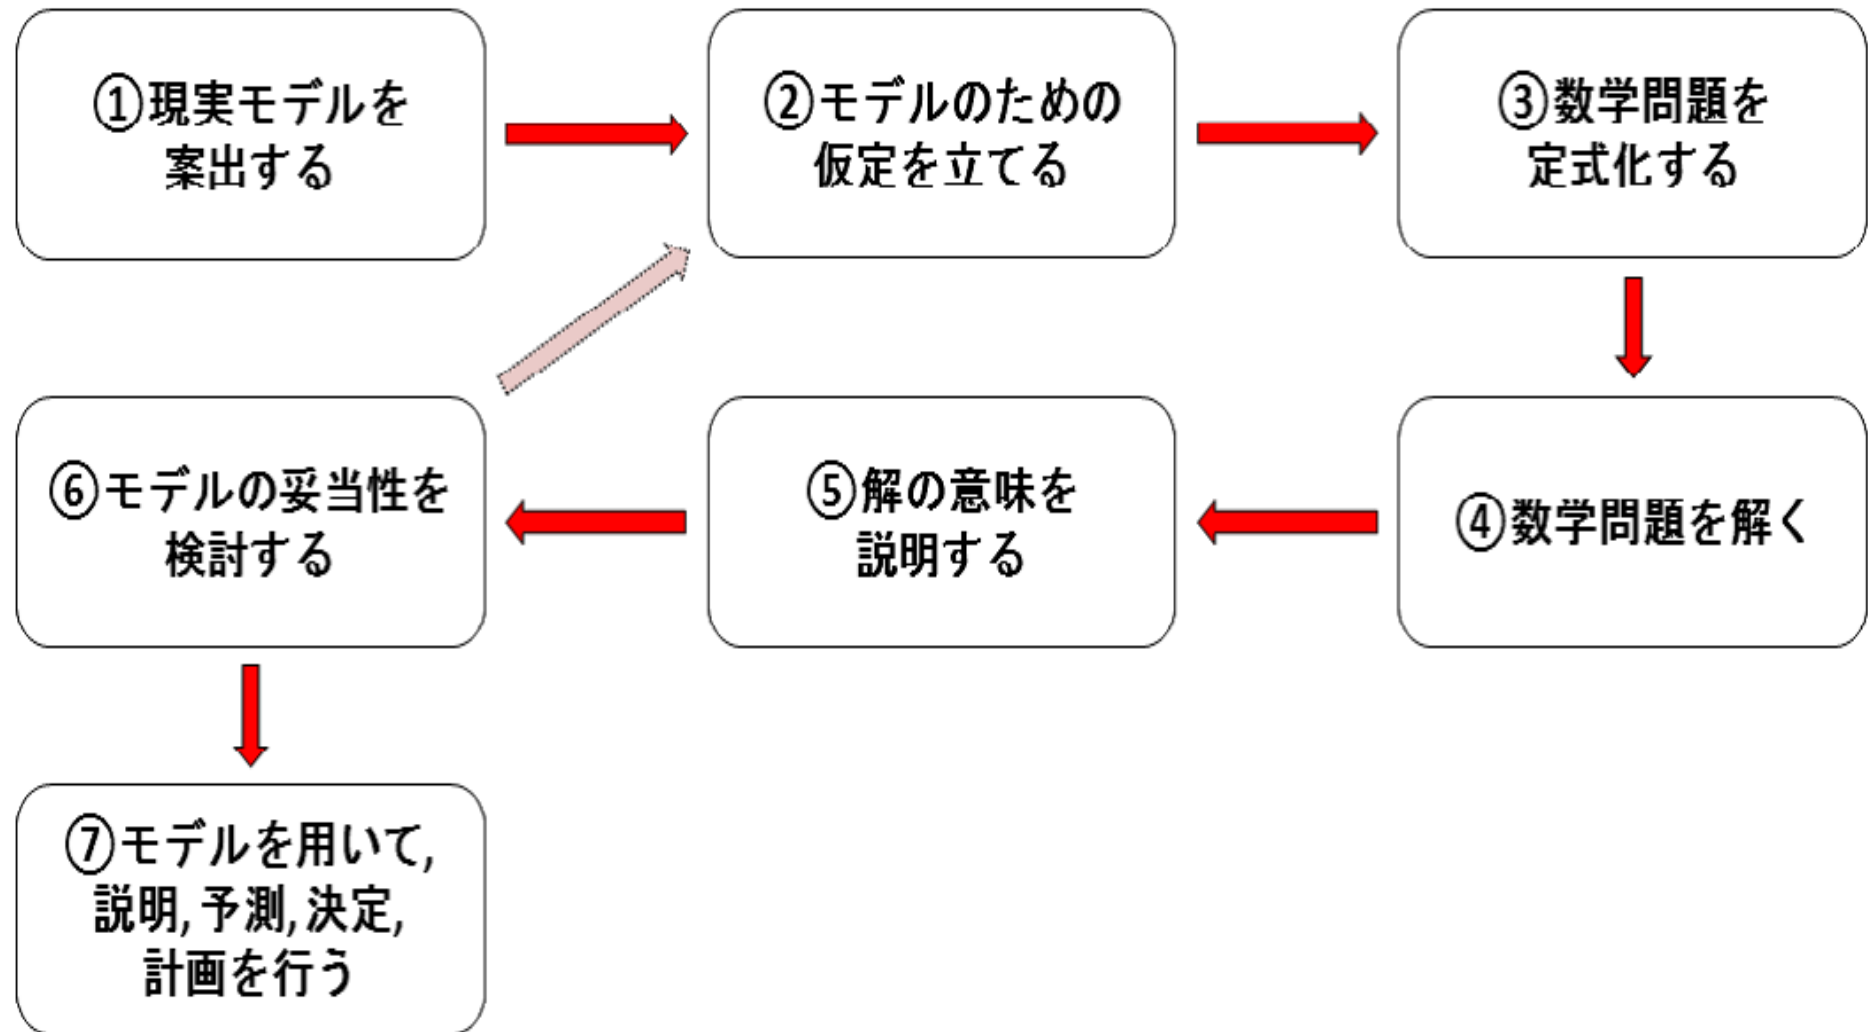 ①現実モデルを
案出する
②モデルのための
仮定を立てる
③数学問題を
定式化する
④数学問題を解く
⑤解の意味を
説明する
⑥モデルの妥当性を
検討する
⑦モデルを用いて,
説明,予測,決定,
計画を行う